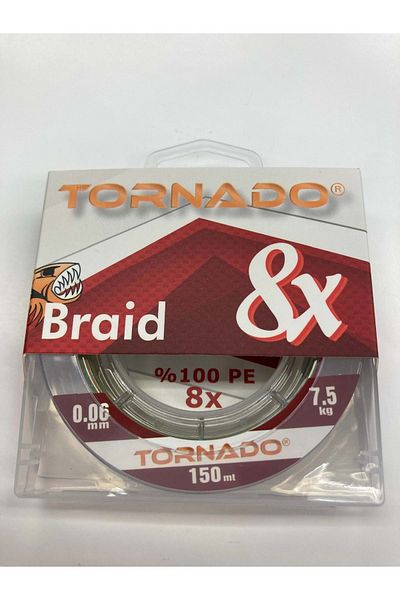 TORNADO®
Braid
8x
%100 PE
8x
0.06
mm
7.5
kg
TORNADO®
150 mt